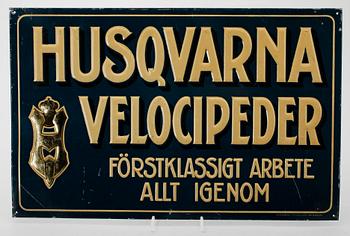 HUSQVARNA
VELOCIPEDER
FÖRSTKLASSIGT ARBETE
ALLT IGENOM